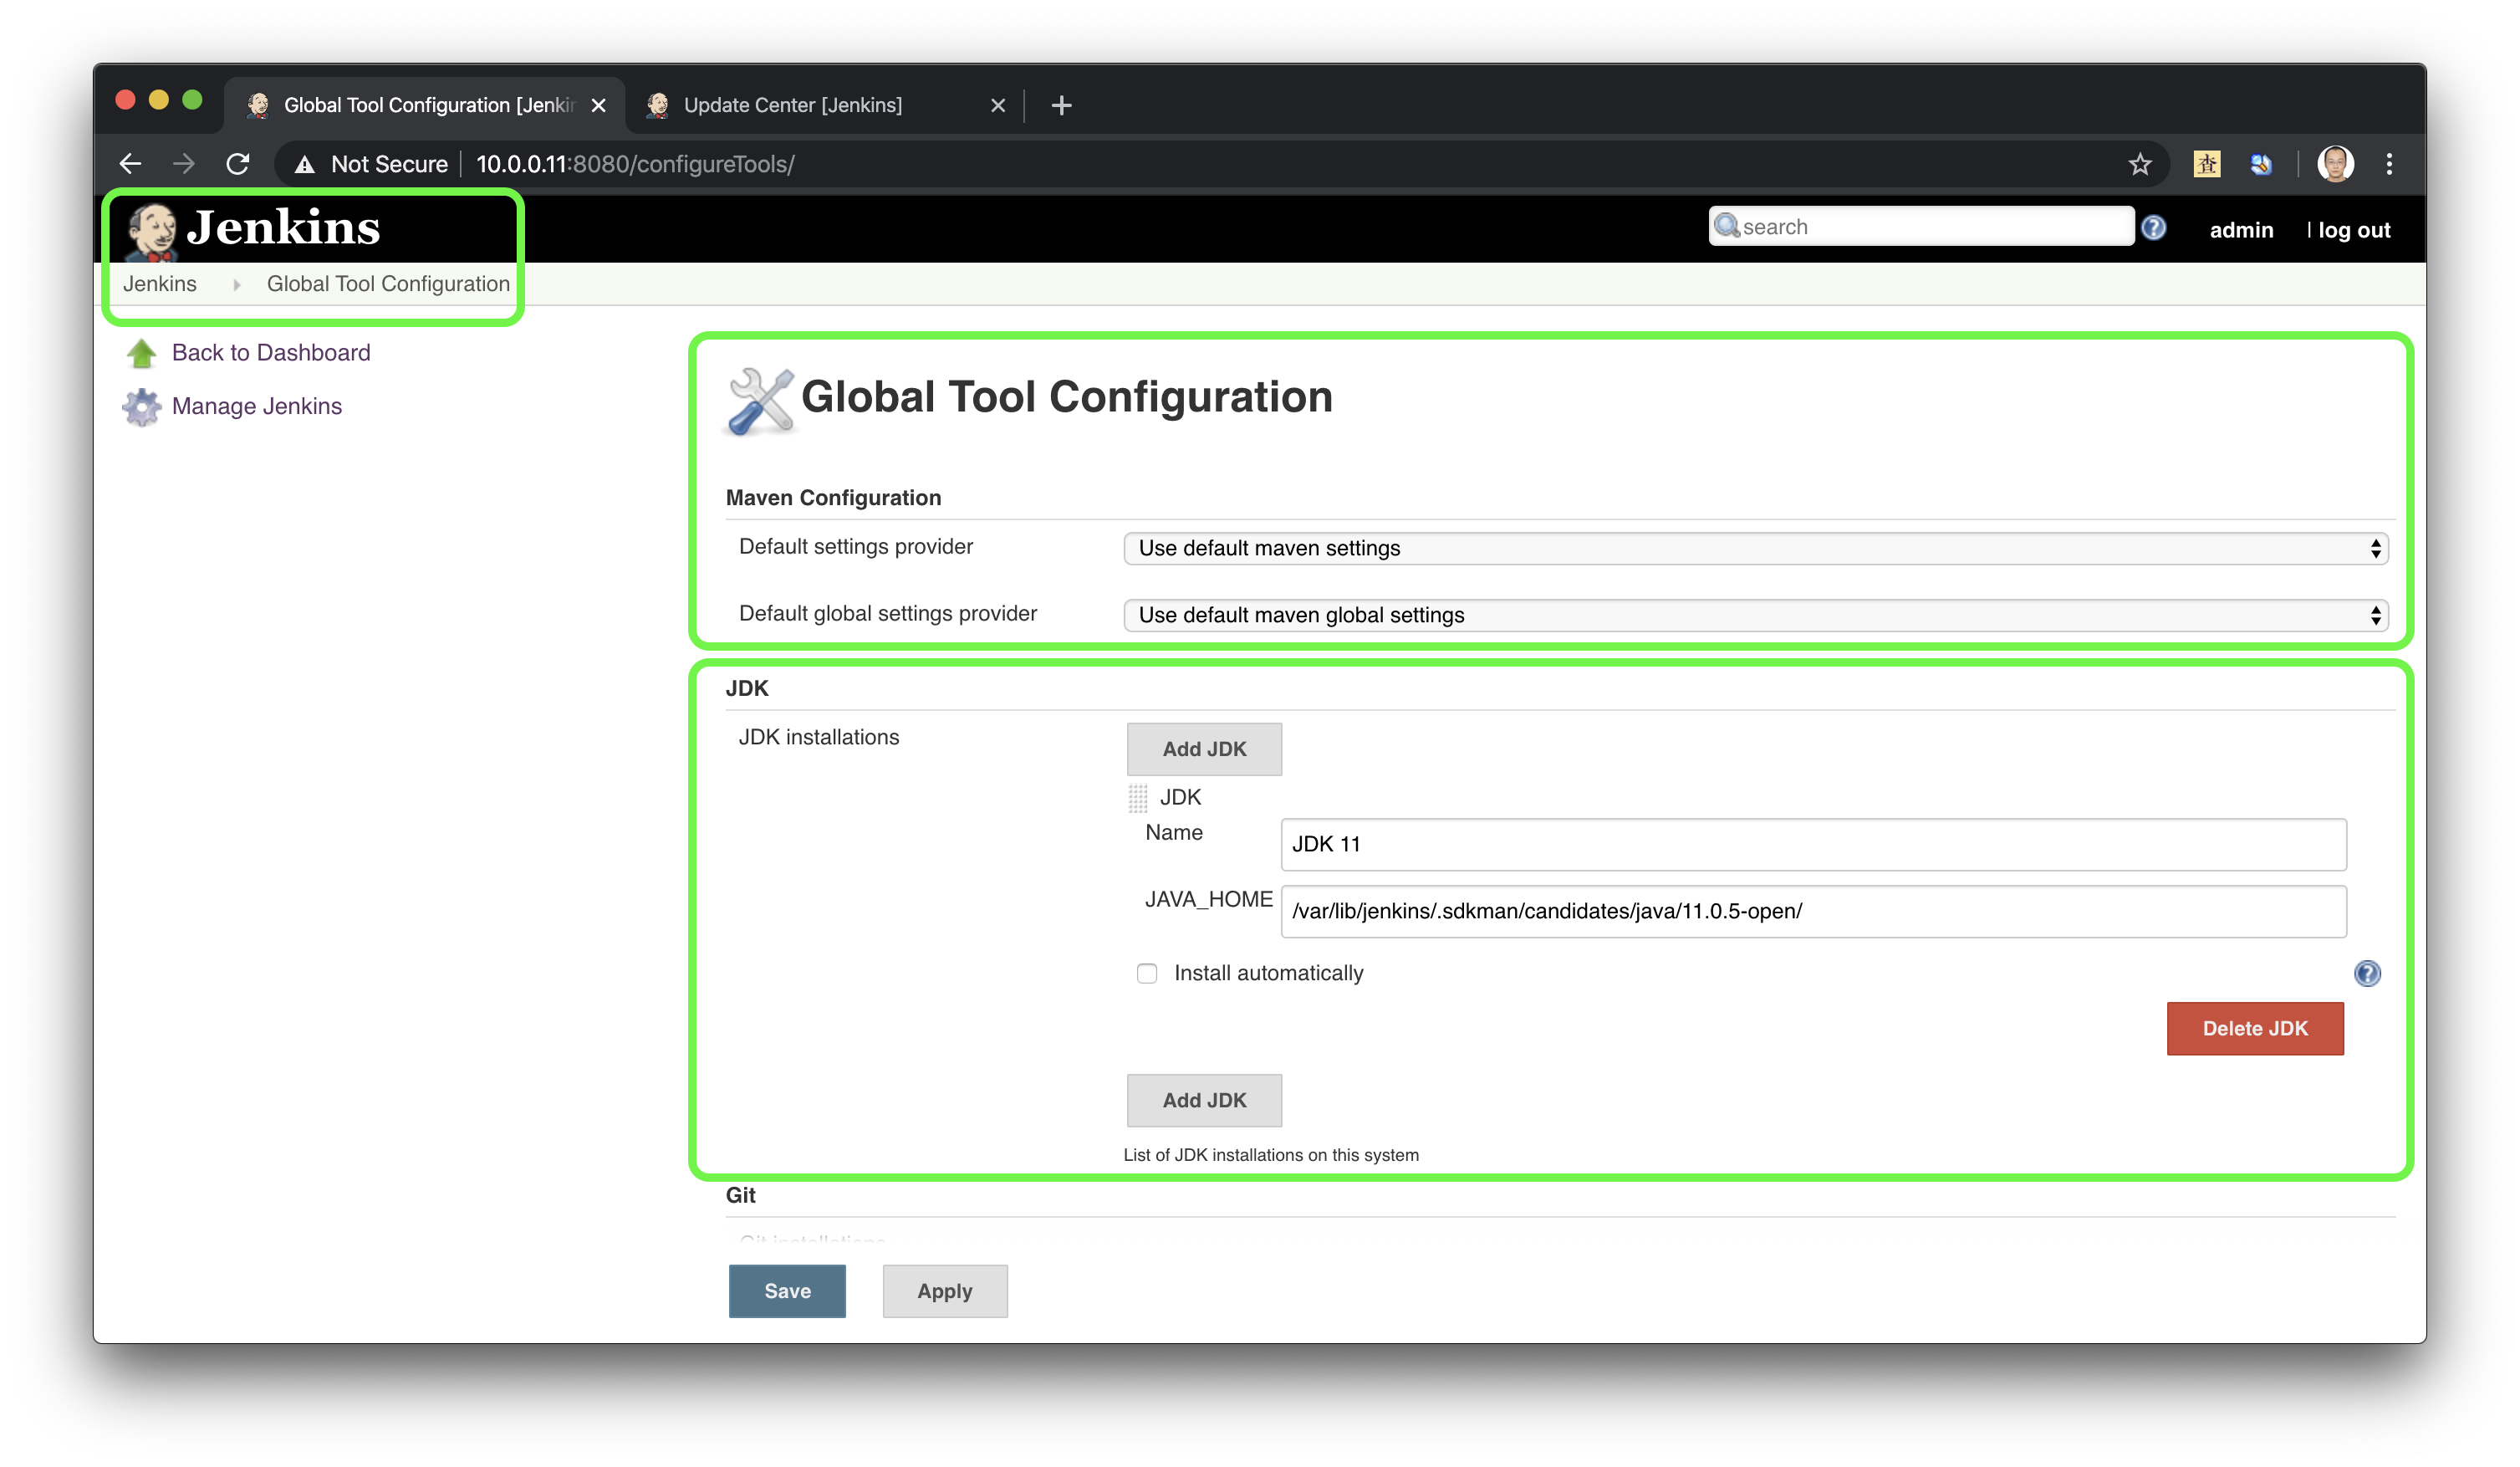 Global Tool Configuration [Jenkin
Update Center [Jenkins]
Not Secure | 10.0.0.11:8080/configureTools/
查
Jenkins
search
admin
| log out
Jenkins
Global Tool Configuration
Back to Dashboard
Manage Jenkins
Global Tool Configuration
Maven Configuration
Default settings provider
Use default maven settings
Default global settings provider
Use default maven global settings
JDK
JDK installations
Add JDK
JDK
Name
JDK 11
JAVA_HOME
/var/lib/jenkins/.sdkman/candidates/java/11.0.5-open/
Install automatically
Delete JDK
Add JDK
List of JDK installations on this system
Git
Git installations
Save
Apply